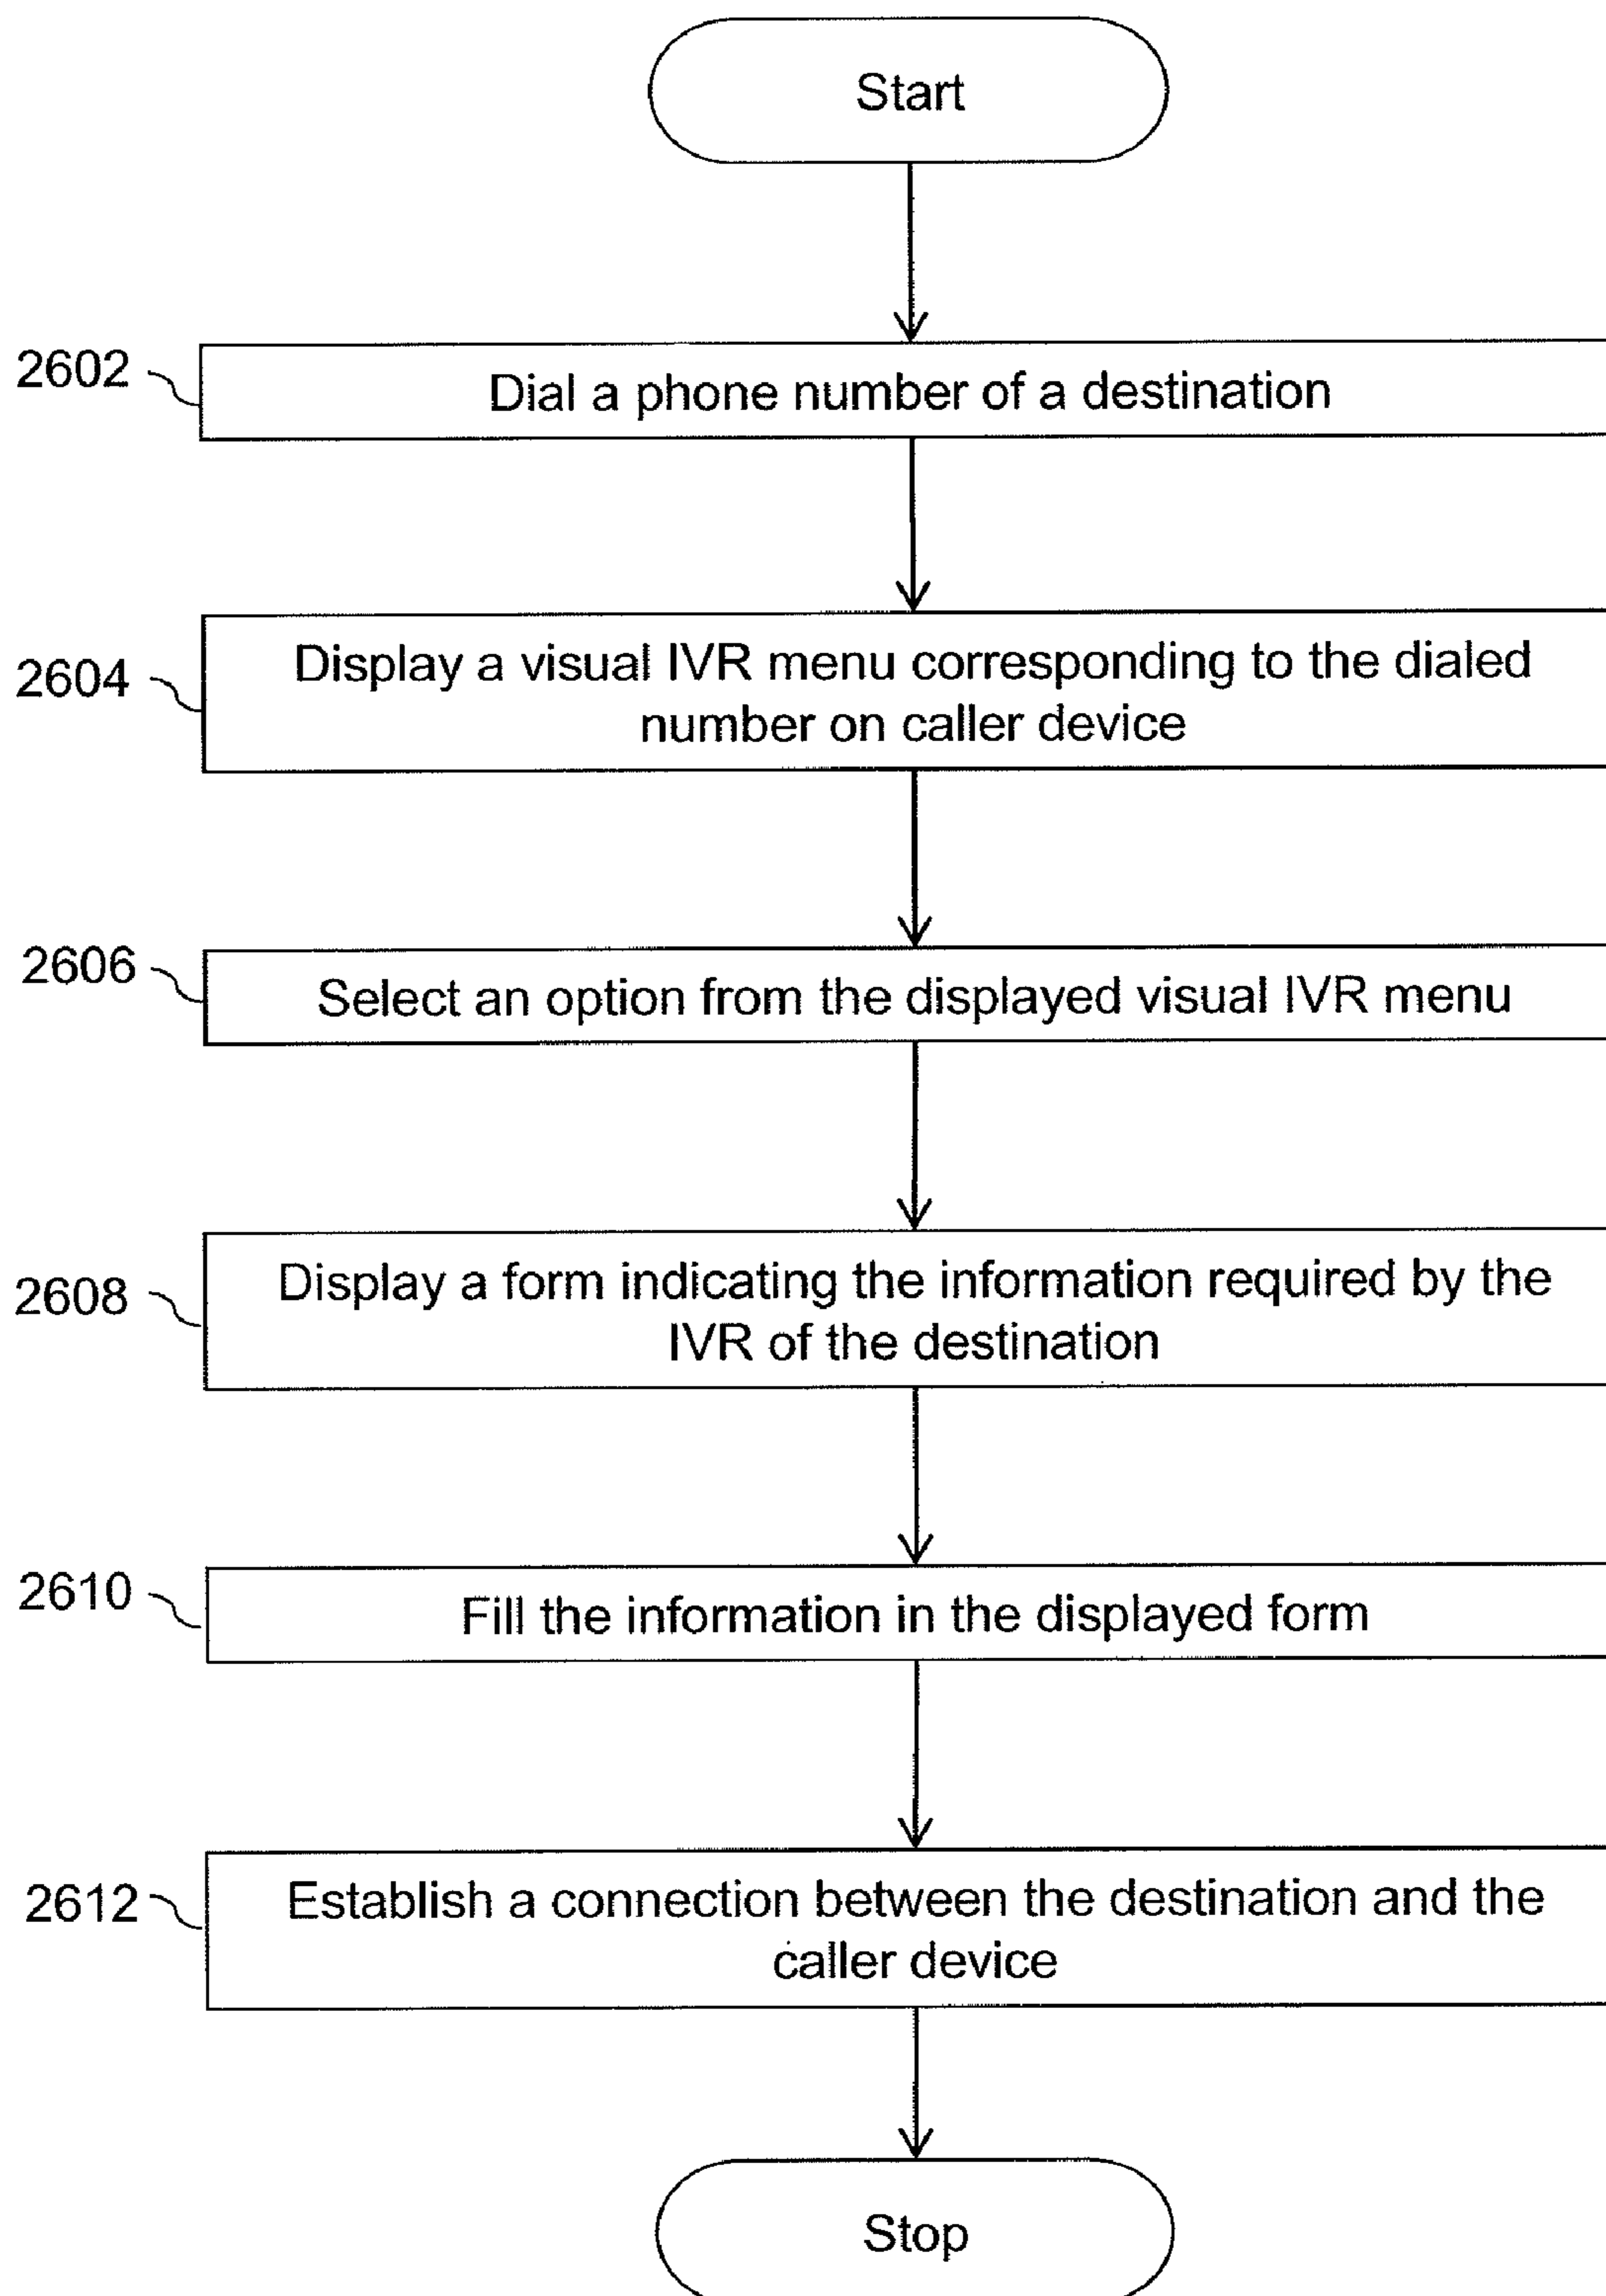 Start
2602
Dial a phone number of a destination
2604
Display a visual IVR menu corresponding to the dialed
number on caller device
2606
Select an option from the displayed visual IVR menu
2608
Display a form indicating the information required by the
IVR of the destination
2610
Fill the information in the displayed form
2612
Establish a connection between the destination and the
caller device
Stop